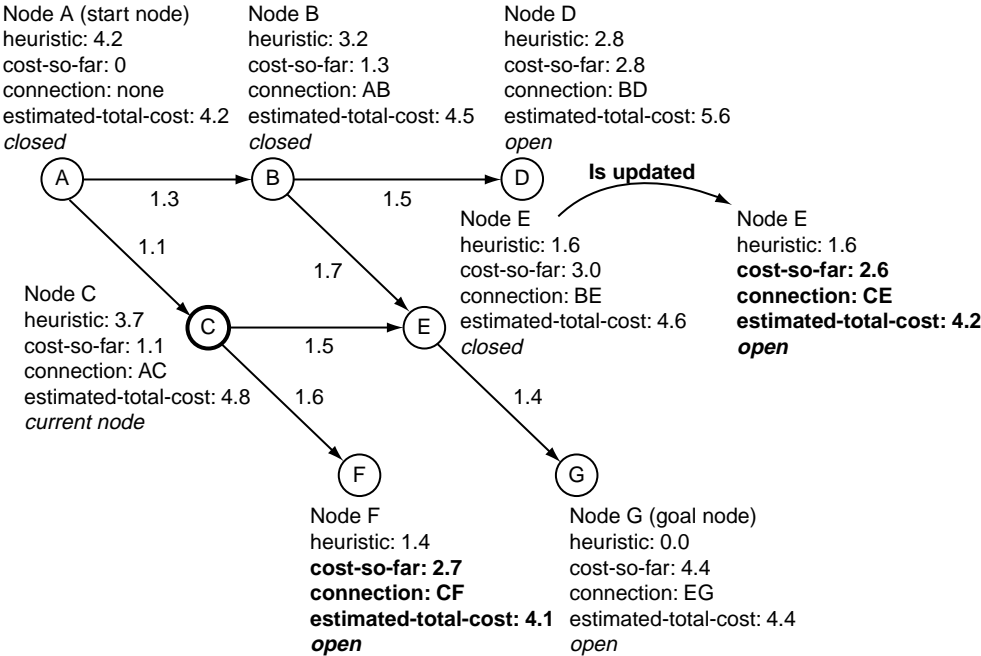 Node A (start node)
heuristic: 4.2
cost-so-far: 0
connection: none
estimated-total-cost: 4.2
closed
Node B
heuristic: 3.2
cost-so-far: 1.3
connection: AB
estimated-total-cost: 4.5
closed
Node D
heuristic: 2.8
cost-so-far: 2.8
connection: BD
estimated-total-cost: 5.6
open
A
1.3
B
1.5
D
Is updated
1.1
1.7
Node E
heuristic: 1.6
cost-so-far: 3.0
connection: BE
estimated-total-cost: 4.6
closed
Node E
heuristic: 1.6
cost-so-far: 2.6
connection: CE
estimated-total-cost: 4.2
open
Node C
heuristic: 3.7
cost-so-far: 1.1
connection: AC
estimated-total-cost: 4.8
current node
C
1.5
E
1.6
1.4
F
G
Node F
heuristic: 1.4
cost-so-far: 2.7
connection: CF
estimated-total-cost: 4.1
open
Node G (goal node)
heuristic: 0.0
cost-so-far: 4.4
connection: EG
estimated-total-cost: 4.4
open